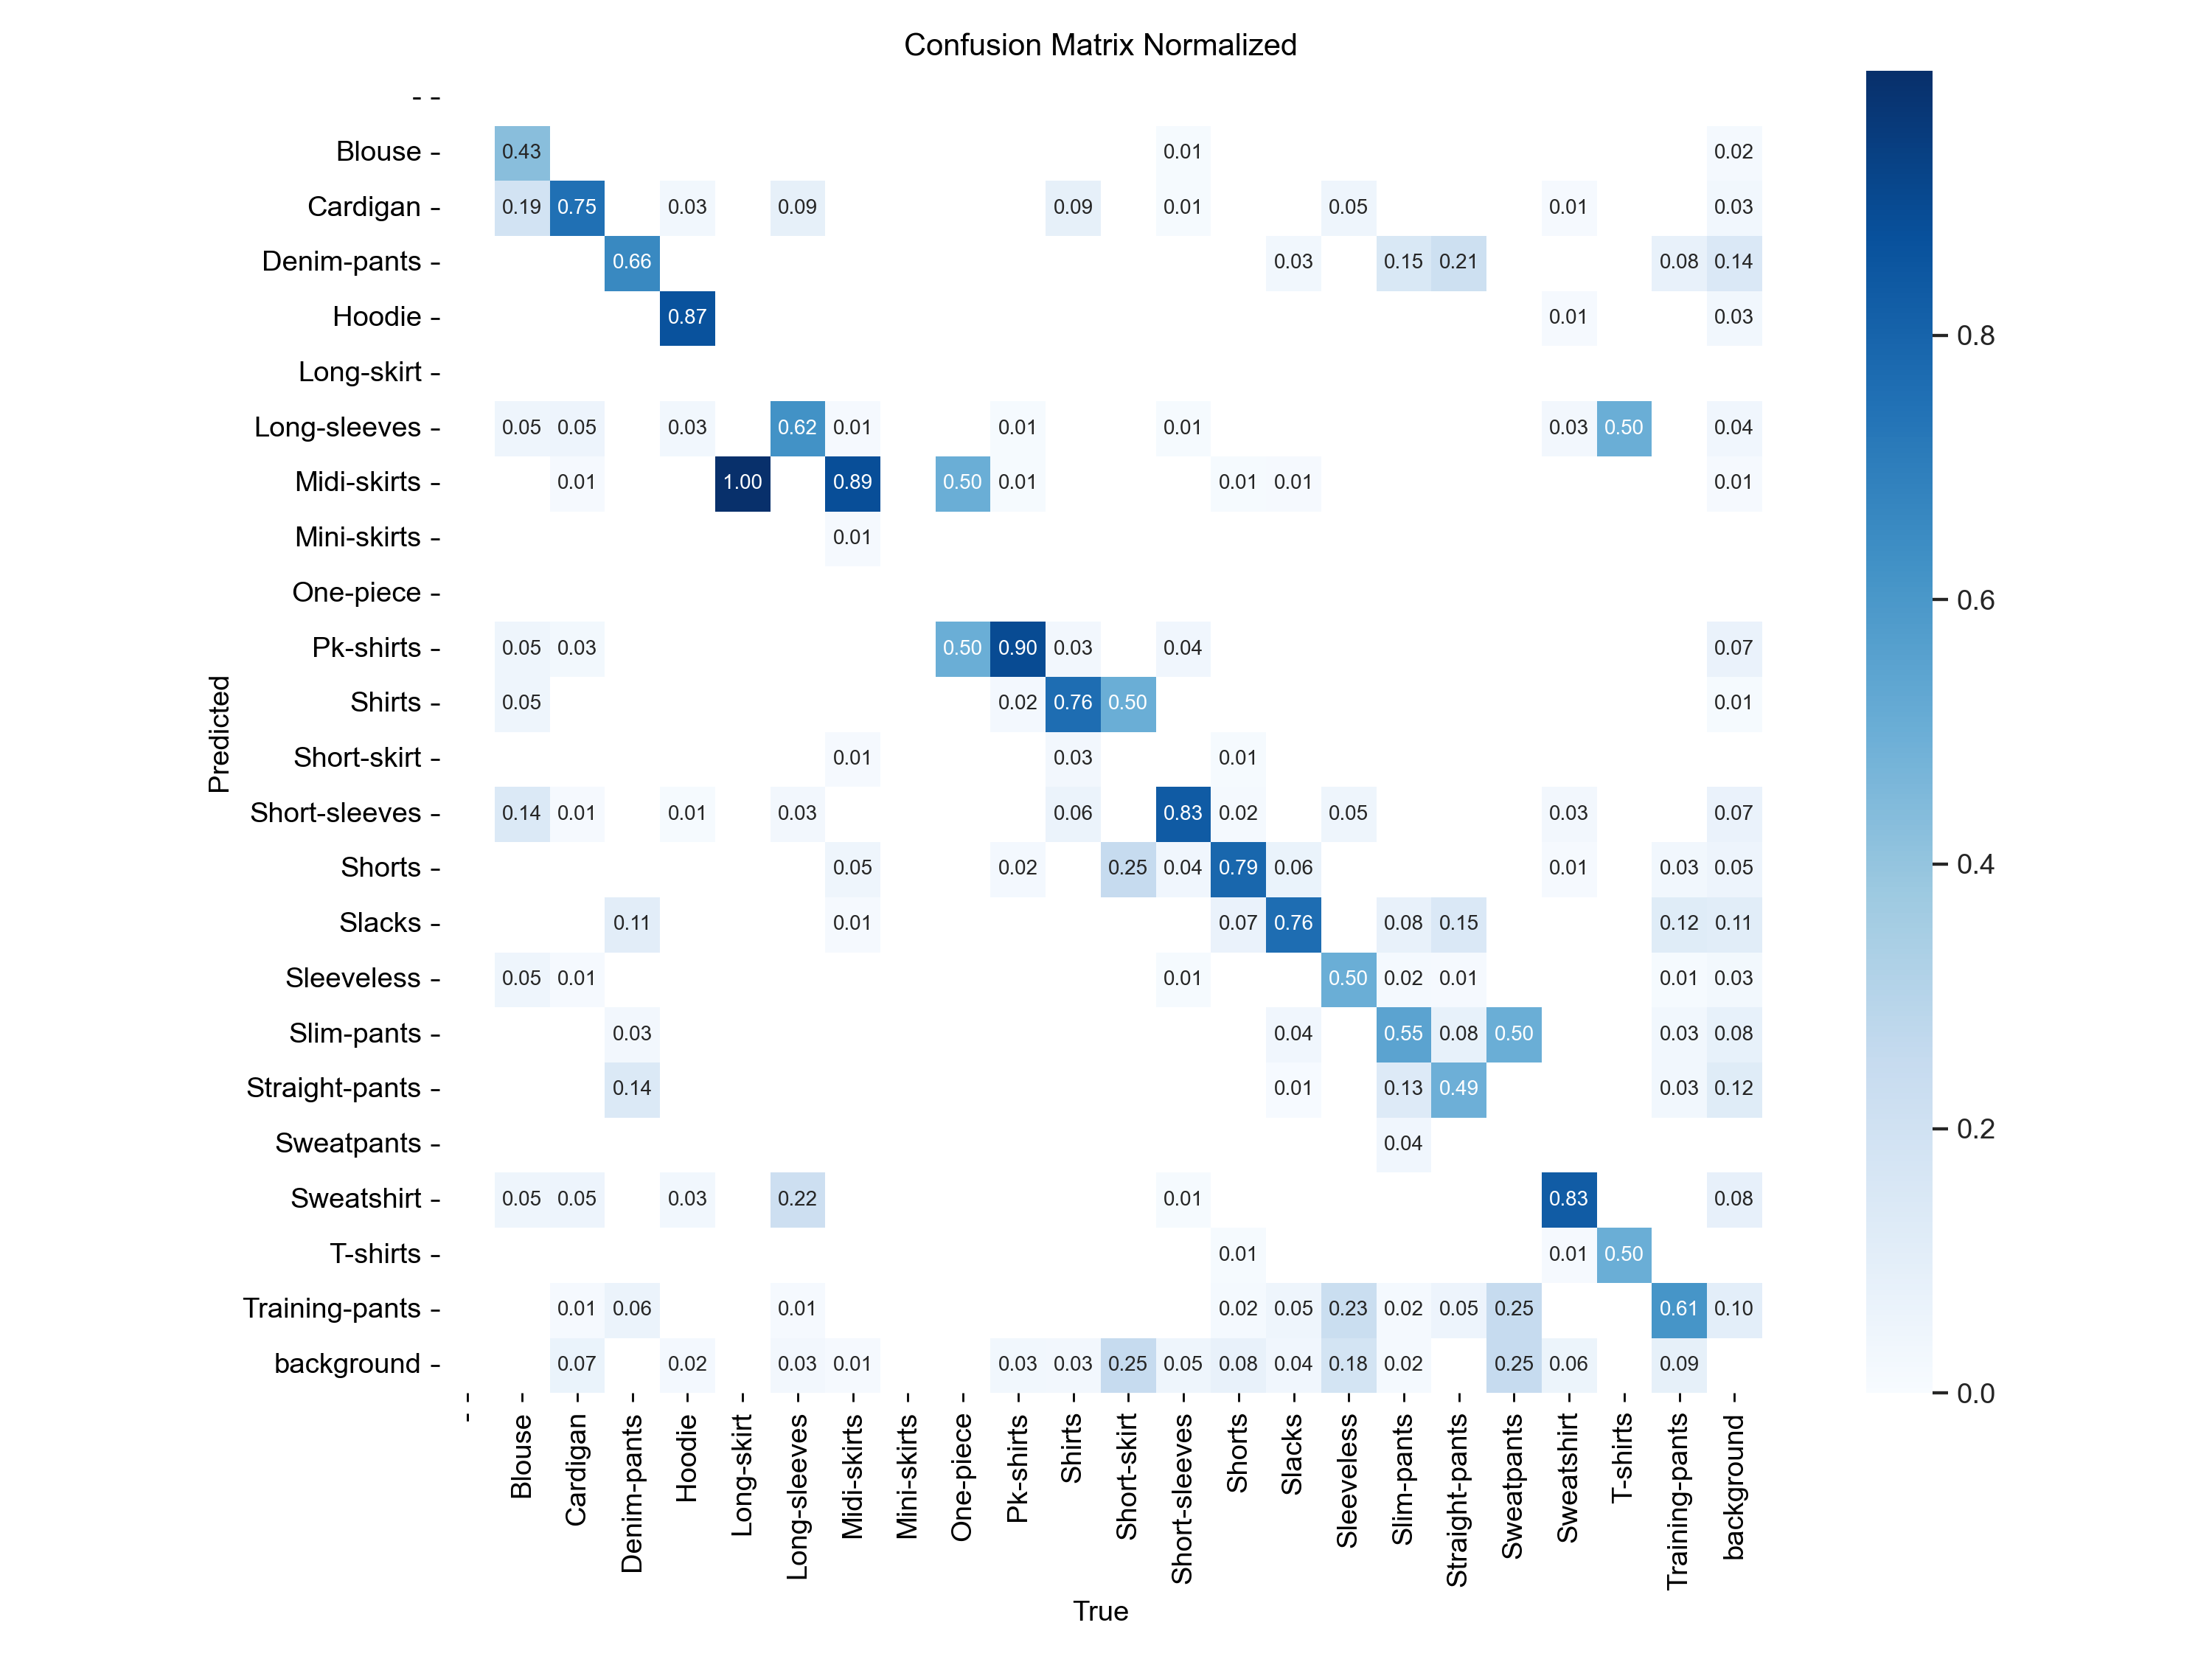 Confusion Matrix Normalized
-
Blouse 0.43 0.01 0.02
Cardigan 0.19 0.75 0.03 0.09 0.09 0.01 0.05 0.01 0.03
Denim-pants 0.66 0.03 0.15 0.21 0.08 0.14
Hoodie 0.87 0.01 0.03
Long-skirt
Long-sleeves 0.05 0.05 0.03 0.62 0.01 0.01 0.01 0.03 0.50 0.04
Midi-skirts 0.01 1.00 0.89 0.50 0.01 0.01 0.01 0.01
Mini-skirts 0.01
One-piece
Pk-shirts 0.05 0.03 0.50 0.90 0.03 0.04 0.07
Shirts 0.05 0.02 0.76 0.50 0.01
Short-skirt 0.01 0.03 0.01
Short-sleeves 0.14 0.01 0.01 0.03 0.06 0.83 0.02 0.05 0.03 0.07
Shorts 0.05 0.02 0.25 0.04 0.79 0.06 0.01 0.03 0.05
Slacks 0.11 0.01 0.07 0.76 0.08 0.15 0.12 0.11
Sleeveless 0.05 0.01 0.01 0.50 0.02 0.01 0.01 0.03
Slim-pants 0.03 0.04 0.55 0.08 0.50 0.03 0.08
Straight-pants 0.14 0.01 0.13 0.49 0.03 0.12
Sweatpants 0.04
Sweatshirt 0.05 0.05 0.03 0.22 0.01 0.83 0.08
T-shirts 0.01 0.01 0.50
Training-pants 0.01 0.06 0.01 0.02 0.05 0.23 0.02 0.05 0.25 0.61 0.10
background 0.07 0.02 0.03 0.01 0.03 0.03 0.25 0.05 0.08 0.04 0.18 0.02 0.25 0.06 0.09
Predicted
-
Blouse
Cardigan
Denim-pants
Hoodie
Long-skirt
Long-sleeves
Midi-skirts
Mini-skirts
One-piece
Pk-shirts
Shirts
Short-skirt
Short-sleeves
Shorts
Slacks
Sleeveless
Slim-pants
Straight-pants
Sweatpants
Sweatshirt
T-shirts
Training-pants
background
True
0.8
0.6
0.4
0.2
0.0